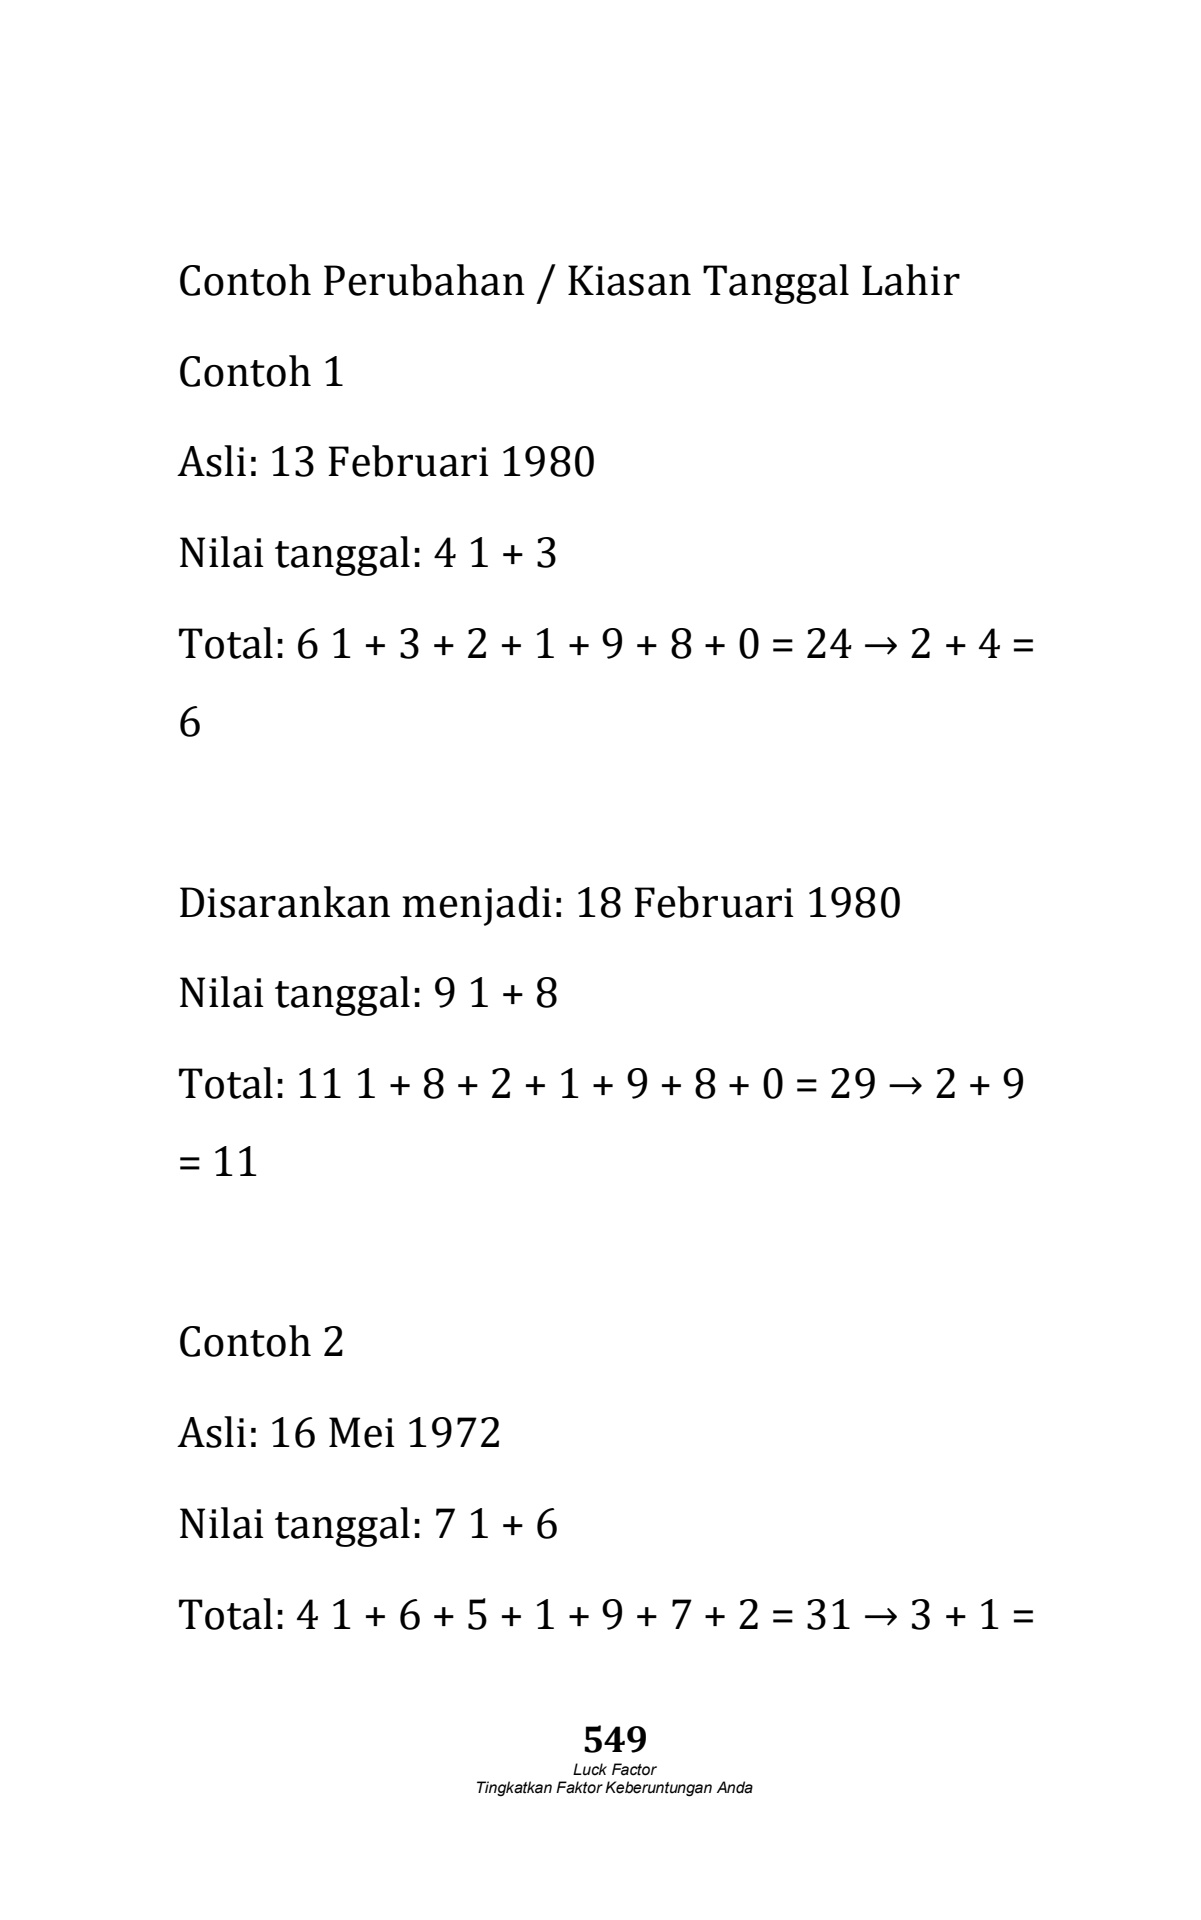 Contoh Perubahan / Kiasan Tanggal Lahir
Contoh 1
Asli: 13 Februari 1980
Nilai tanggal: 4 1 + 3
Total: 6 1 + 3 + 2 + 1 + 9 + 8 + 0 = 24 → 2 + 4 =
6
Disarankan menjadi: 18 Februari 1980
Nilai tanggal: 9 1 + 8
Total: 11 1 + 8 + 2 + 1 + 9 + 8 + 0 = 29 → 2 + 9
= 11
Contoh 2
Asli: 16 Mei 1972
Nilai tanggal: 7 1 + 6
Total: 4 1 + 6 + 5 + 1 + 9 + 7 + 2 = 31 → 3 + 1 =
549
Luck Factor
Tingkatkan Faktor Keberuntungan Anda